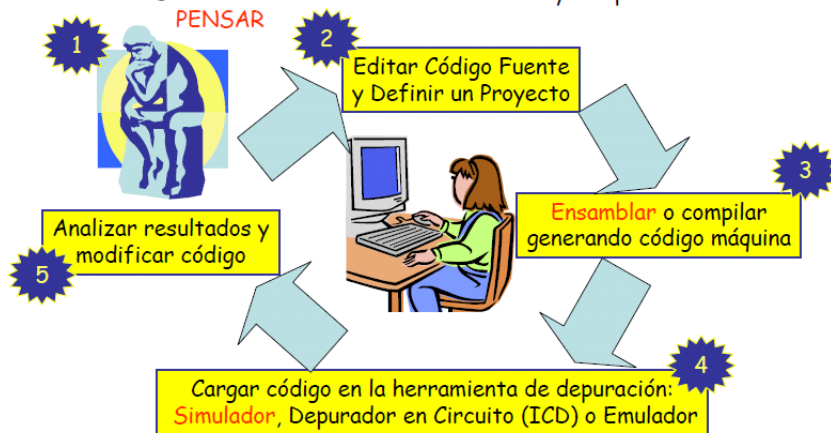 PENSAR
1
2
Editar Código Fuente
y Definir un Proyecto
3
Ensamblar o compilar
generando código máquina
4
Cargar código en la herramienta de depuración:
Simulador, Depurador en Circuito (ICD) o Emulador
Analizar resultados y
modificar código
5